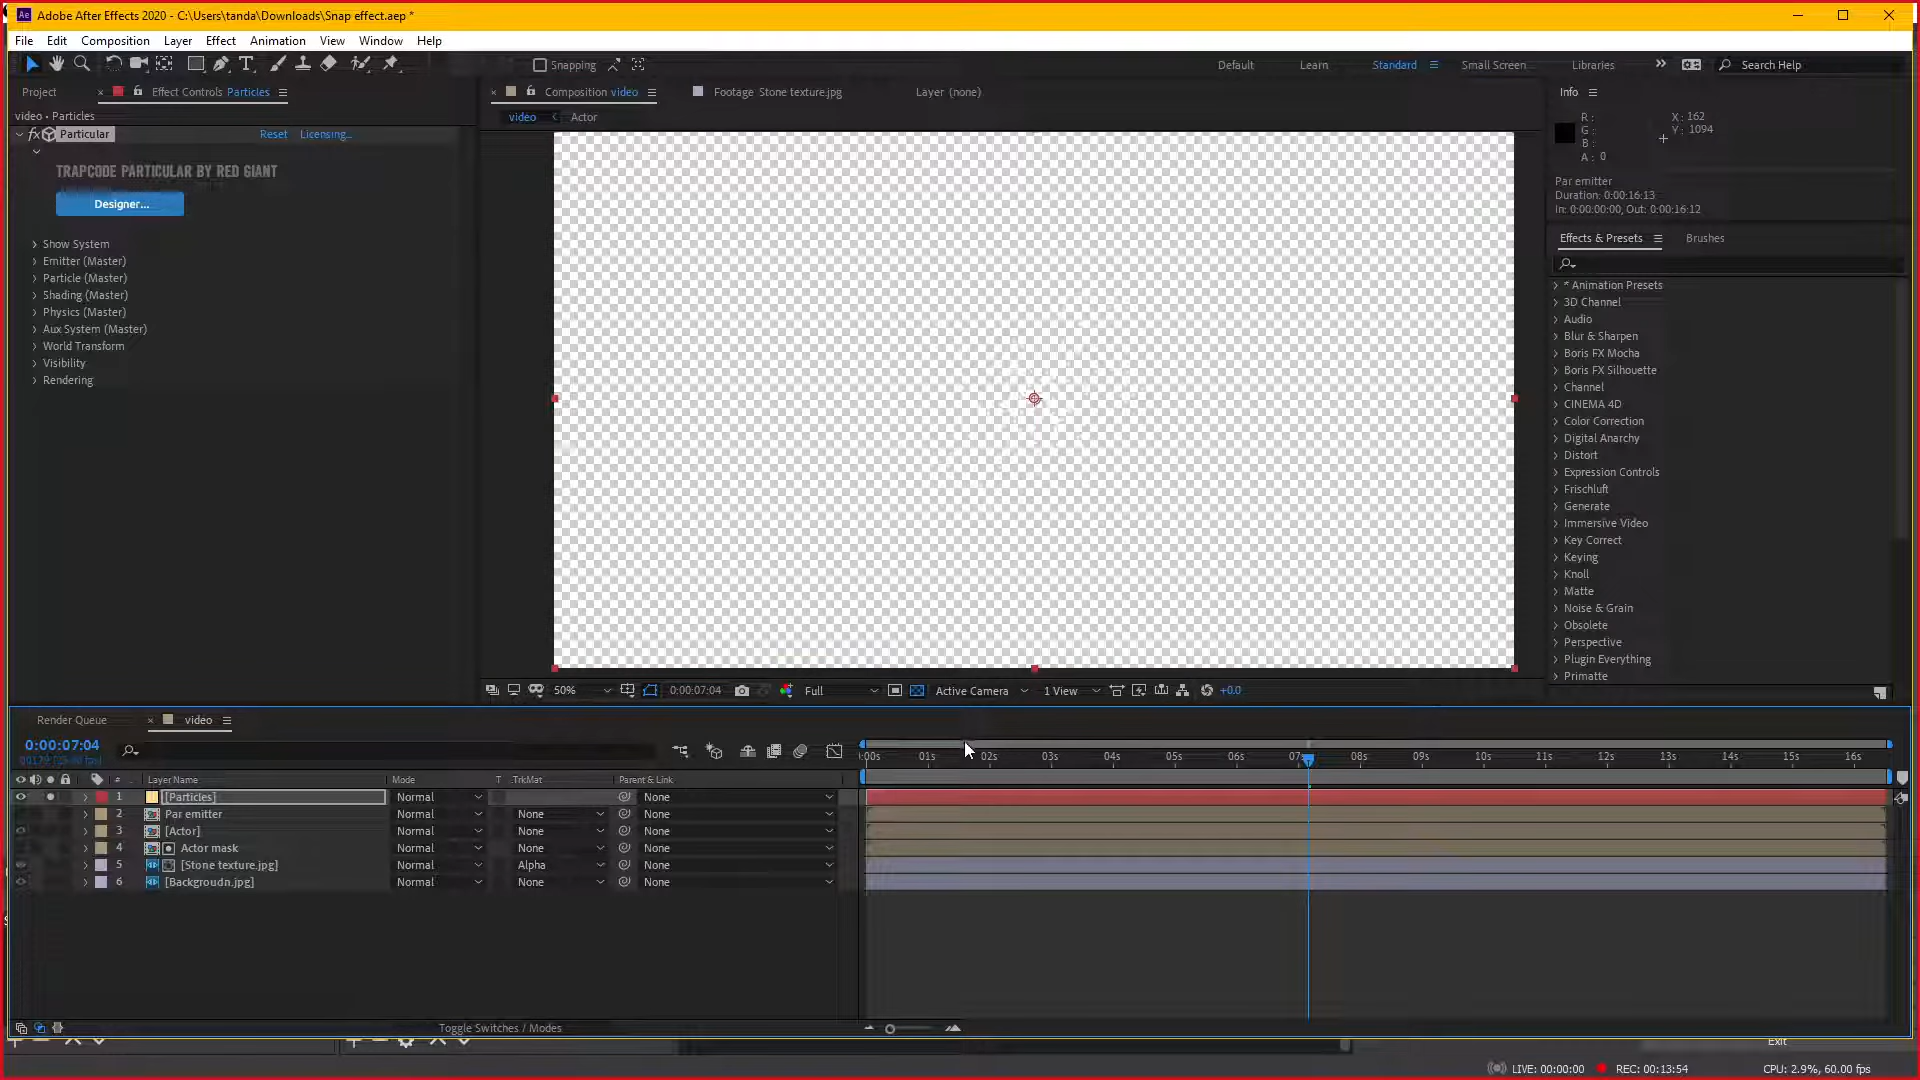 Adobe After Effects 2020 - C:\Users\tanda\Downloads\Snap effect.aep *
File Edit Composition Layer Effect Animation View Window Help
Snapping Default Learn Standard Small Screen Libraries Search Help
Project Effect Controls Particles
video • Particles
fx Particular Reset Licensing...
TRAPCODE PARTICULAR BY RED GIANT
Designer...
Show System
Emitter (Master)
Particle (Master)
Shading (Master)
Physics (Master)
Aux System (Master)
World Transform
Visibility
Rendering
Composition video Footage Stone texture.jpg Layer (none)
video Actor
50% 0:00:07:04 Full Active Camera 1 View +0.0
Info
R :
G :
B :
A : 0
X : 162
Y : 1094
Par emitter
Duration: 0:00:16:13
In: 0:00:00:00, Out: 0:00:16:12
Effects & Presets Brushes
* Animation Presets
3D Channel
Audio
Blur & Sharpen
Boris FX Mocha
Boris FX Silhouette
Channel
CINEMA 4D
Color Correction
Digital Anarchy
Distort
Expression Controls
Frischluft
Generate
Immersive Video
Key Correct
Keying
Knoll
Matte
Noise & Grain
Obsolete
Perspective
Plugin Everything
Primatte
Render Queue video
0:00:07:04
:00s 01s 02s 03s 04s 05s 06s 07s 08s 09s 10s 11s 12s 13s 14s 15s 16s
# Layer Name Mode T .TrkMat Parent & Link
1 [Particles] Normal None
2 Par emitter Normal None None
3 [Actor] Normal None None
4 Actor mask Normal None None
5 [Stone texture.jpg] Normal Alpha None
6 [Backgroudn.jpg] Normal None None
Toggle Switches / Modes
Exit
LIVE: 00:00:00 REC: 00:13:54 CPU: 2.9%, 60.00 fps